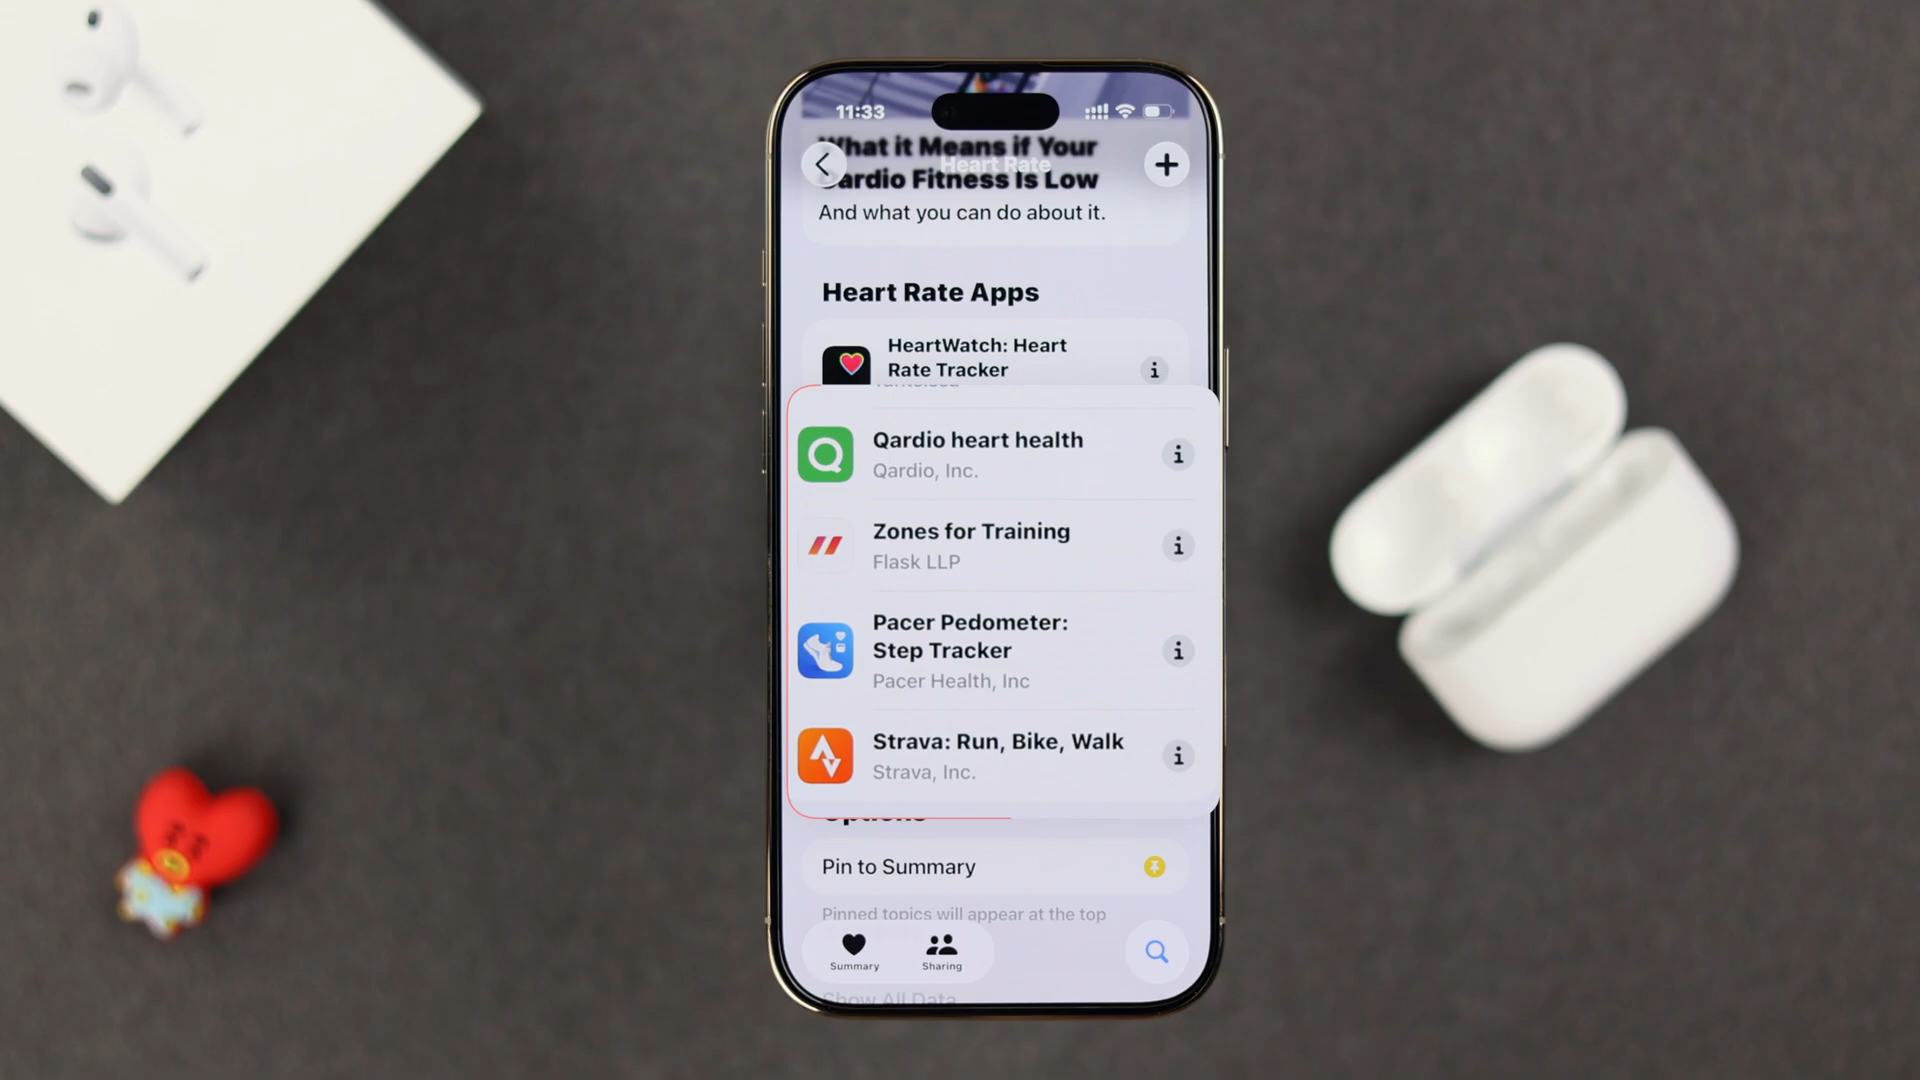 11:33
What it Means if Your
Heart Rate
Cardio Fitness Is Low
And what you can do about it.
Heart Rate Apps
HeartWatch: Heart
Rate Tracker
Qardio heart health
Qardio, Inc.
Zones for Training
Flask LLP
Pacer Pedometer:
Step Tracker
Pacer Health, Inc
Strava: Run, Bike, Walk
Strava, Inc.
Options
Pin to Summary
Pinned topics will appear at the top
Summary
Sharing
Show All Data